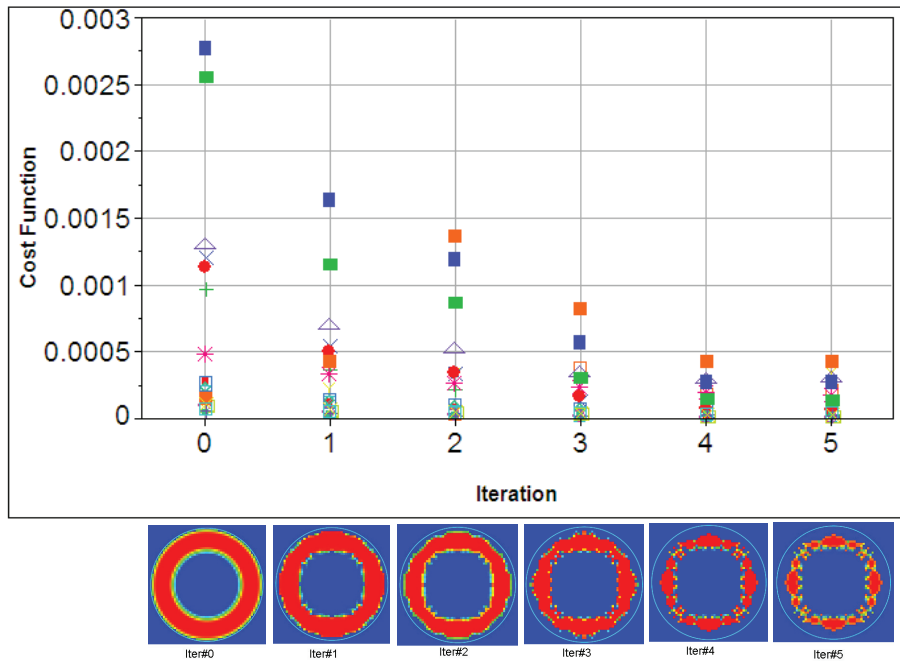 0.003
0.0025
0.002
0.0015
0.001
0.0005
0
Cost Function
0 1 2 3 4 5
Iteration
Iter#0 Iter#1 Iter#2 Iter#3 Iter#4 Iter#5